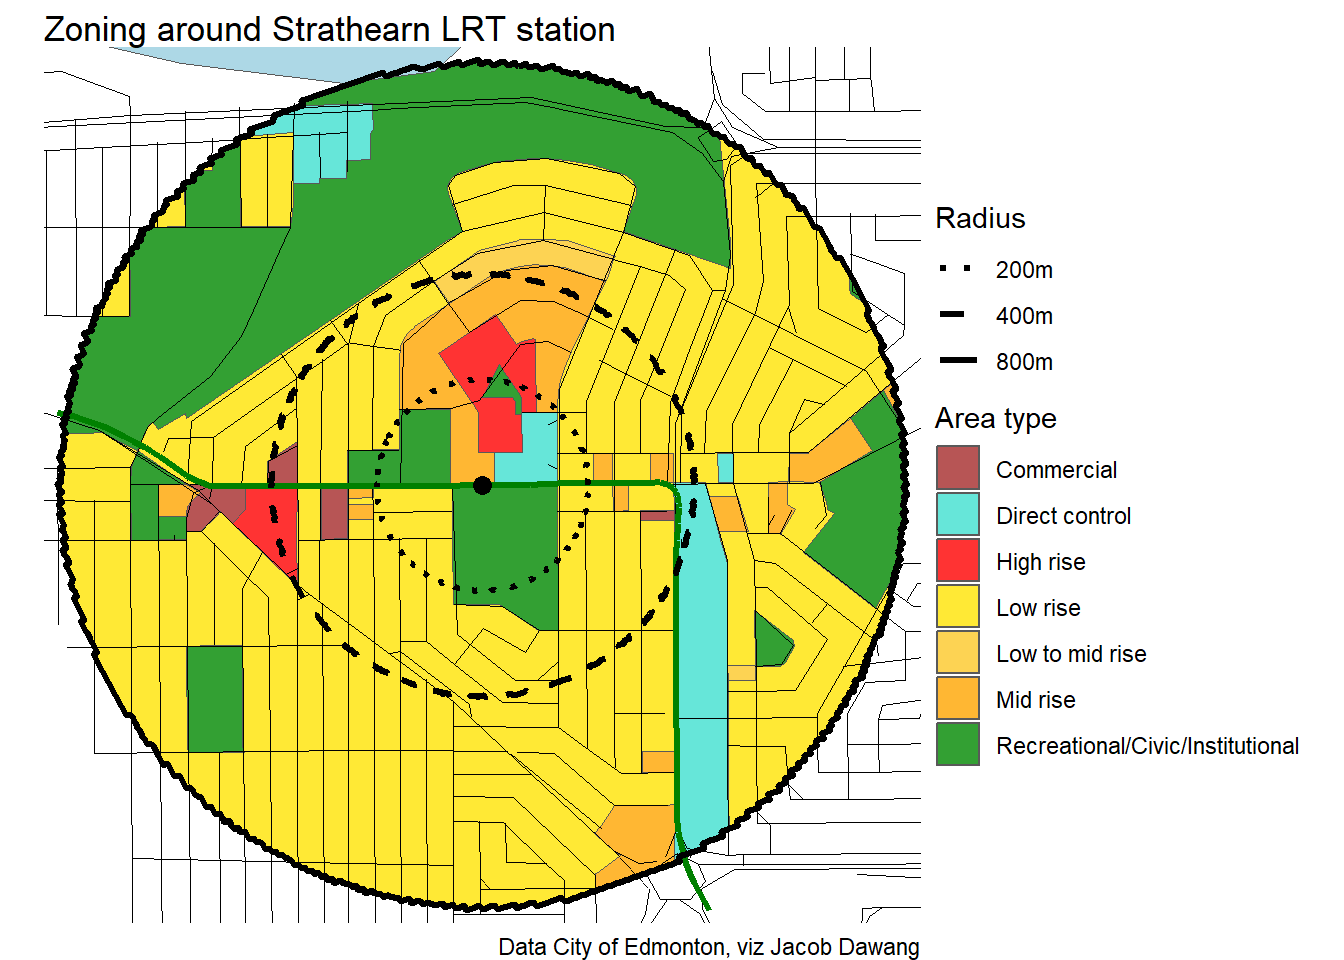 Zoning around Strathearn LRT station
Radius
200m
400m
800m
Area type
Commercial
Direct control
High rise
Low rise
Low to mid rise
Mid rise
Recreational/Civic/Institutional
Data City of Edmonton, viz Jacob Dawang